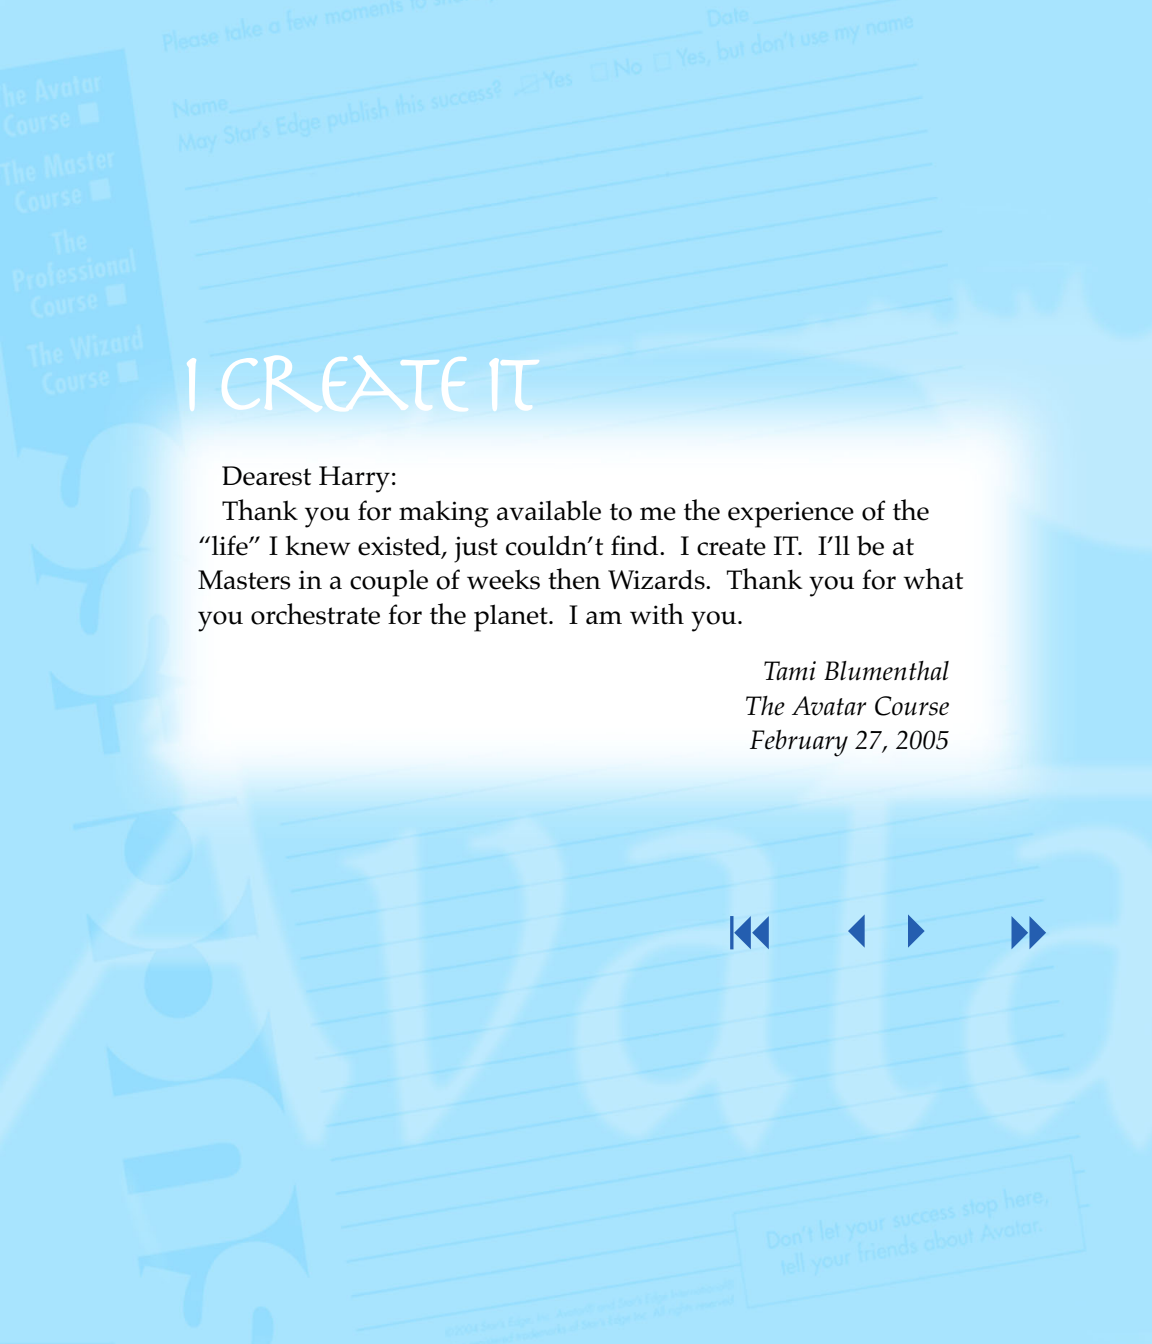 Please take a few moments to
Date
Name
May Star's Edge publish this success? Yes No Yes, but don't use my name
The Avatar
Course
The Master
Course
The
Professional
Course
The Wizard
Course
I CREATE IT
Dearest Harry:
Thank you for making available to me the experience of the
“life” I knew existed, just couldn’t find.  I create IT.  I’ll be at
Masters in a couple of weeks then Wizards.  Thank you for what
you orchestrate for the planet.  I am with you.
Tami Blumenthal
The Avatar Course
February 27, 2005
Avata
Don't let your success stop here,
tell your friends about Avatar.